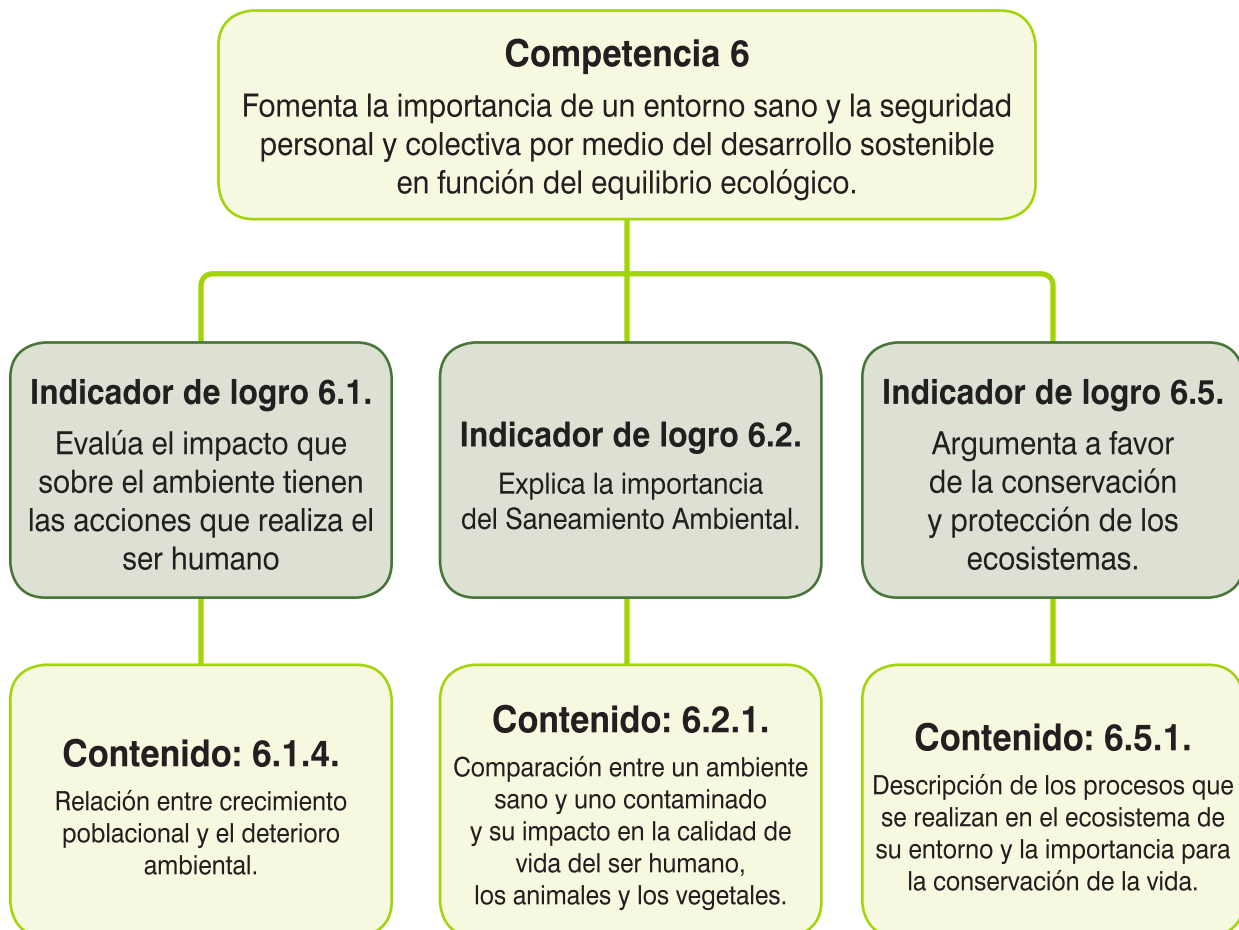 Competencia 6
Fomenta la importancia de un entorno sano y la seguridad
personal y colectiva por medio del desarrollo sostenible
en función del equilibrio ecológico.
Indicador de logro 6.1.
Evalúa el impacto que
sobre el ambiente tienen
las acciones que realiza el
ser humano
Indicador de logro 6.2.
Explica la importancia
del Saneamiento Ambiental.
Indicador de logro 6.5.
Argumenta a favor
de la conservación
y protección de los
ecosistemas.
Contenido: 6.1.4.
Relación entre crecimiento
poblacional y el deterioro
ambiental.
Contenido: 6.2.1.
Comparación entre un ambiente
sano y uno contaminado
y su impacto en la calidad de
vida del ser humano,
los animales y los vegetales.
Contenido: 6.5.1.
Descripción de los procesos que
se realizan en el ecosistema de
su entorno y la importancia para
la conservación de la vida.